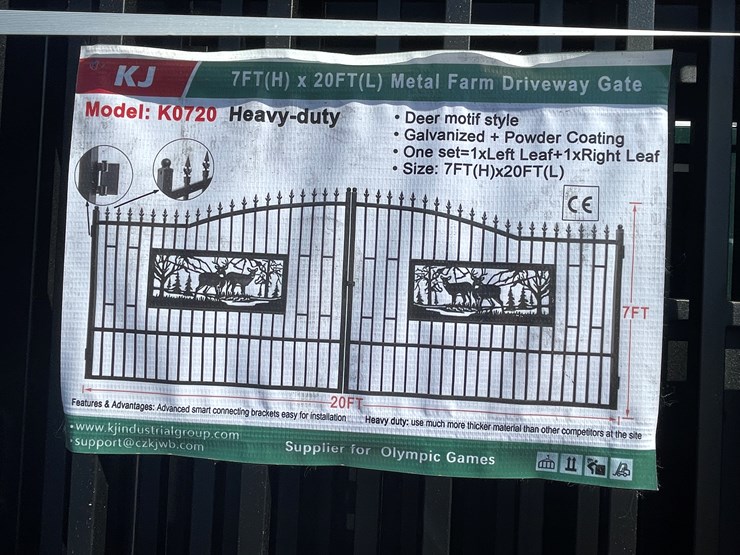 KJ
7FT(H) x 20FT(L) Metal Farm Driveway Gate
Model: K0720 Heavy-duty
• Deer motif style
• Galvanized + Powder Coating
• One set=1xLeft Leaf+1xRight Leaf
• Size: 7FT(H)x20FT(L)
CE
7FT
20FT
Features & Advantages: Advanced smart connecting brackets easy for installation
Heavy duty: use much more thicker material than other competitors at the site
•www.kjindustrialgroup.com
•support@czkjwb.com
Supplier for Olympic Games